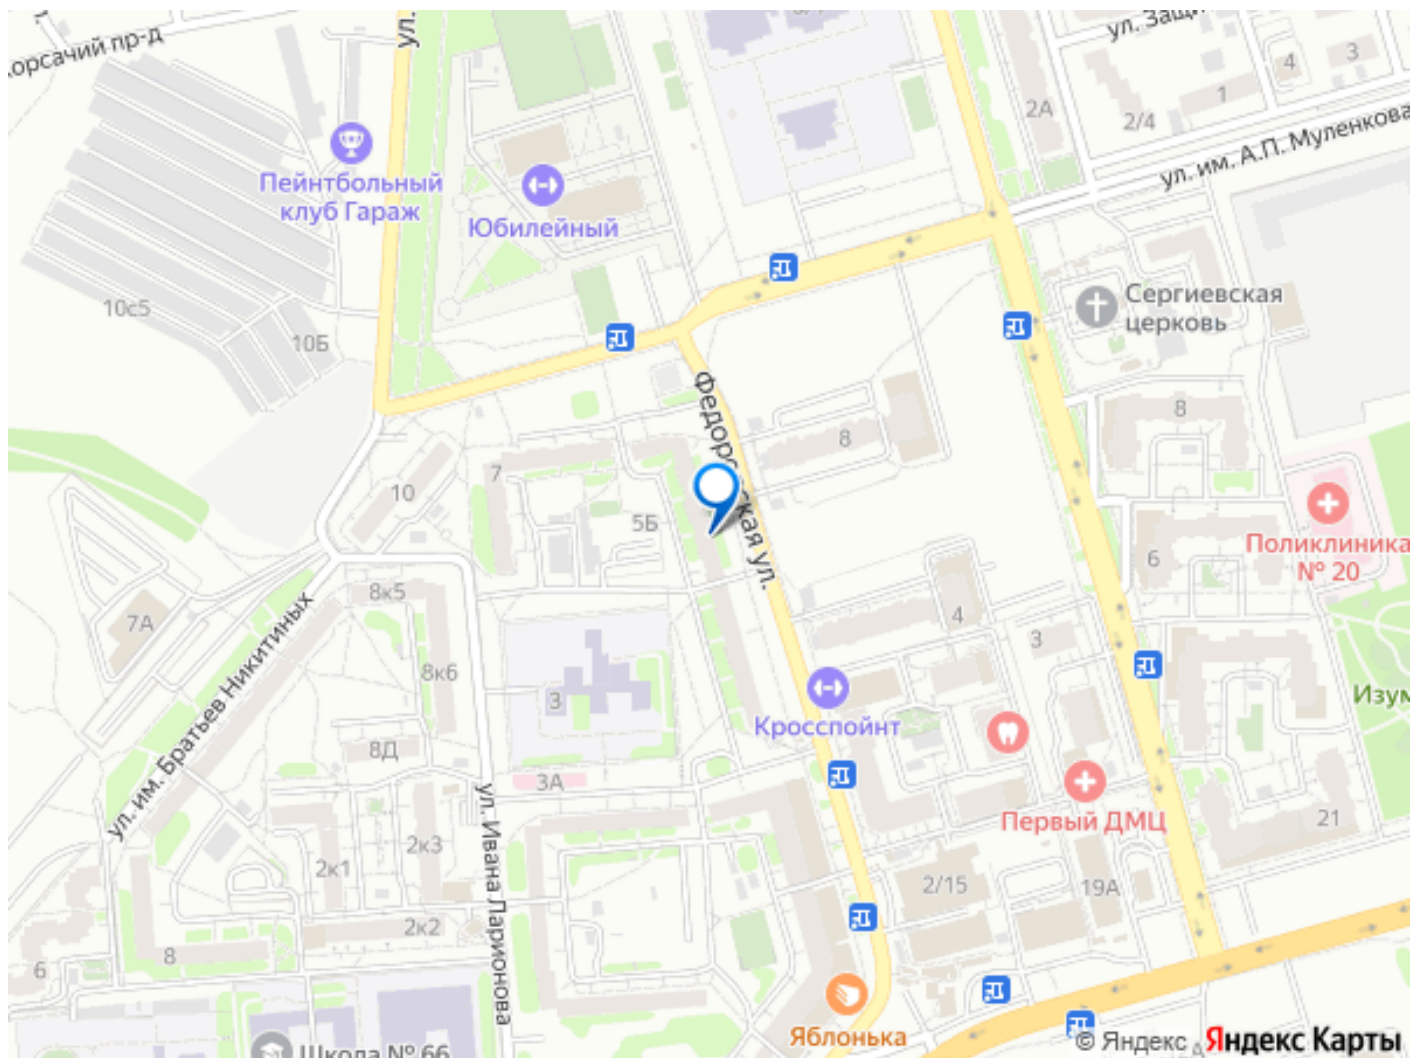 орсачий пр-д
ул.
ул. Защи
4
3
2А
2/4
1
ул. им. А.П. Муленкова
Пейнтбольный
клуб Гараж
Юбилейный
10с5
10Б
Сергиевская
церковь
8
8
7
10
5Б
Федоровская ул.
Поликлиника
№ 20
6
8к5
7А
4
3
8к6
3
Изум
Кросспойнт
ул. им. Братьев Никитиных
8Д
3А
Первый ДМЦ
21
2к1
2к3
ул. Ивана Ларионова
2/15
19А
2к2
8
6
Яблонька
Школа № 66
© Яндекс Яндекс Карты